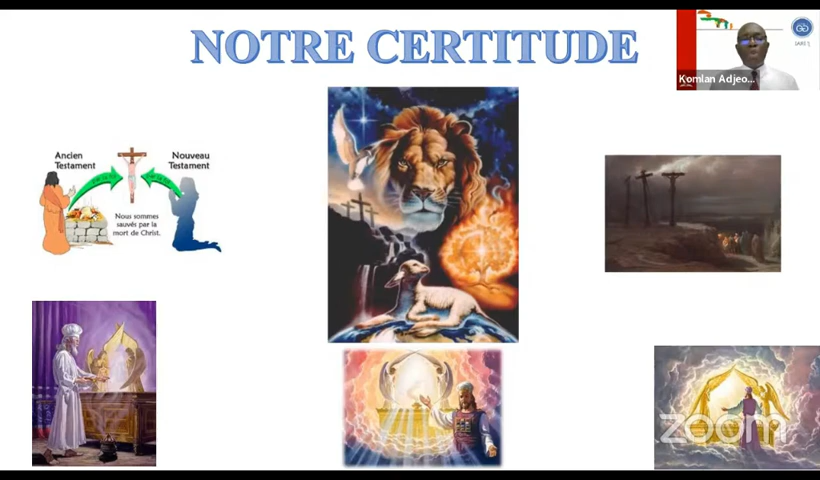 NOTRE CERTITUDE
Komlan Adjeo...
Ancien
Testament
Nouveau
Testament
Nous sommes
sauvés par la
mort de Christ.
zoom